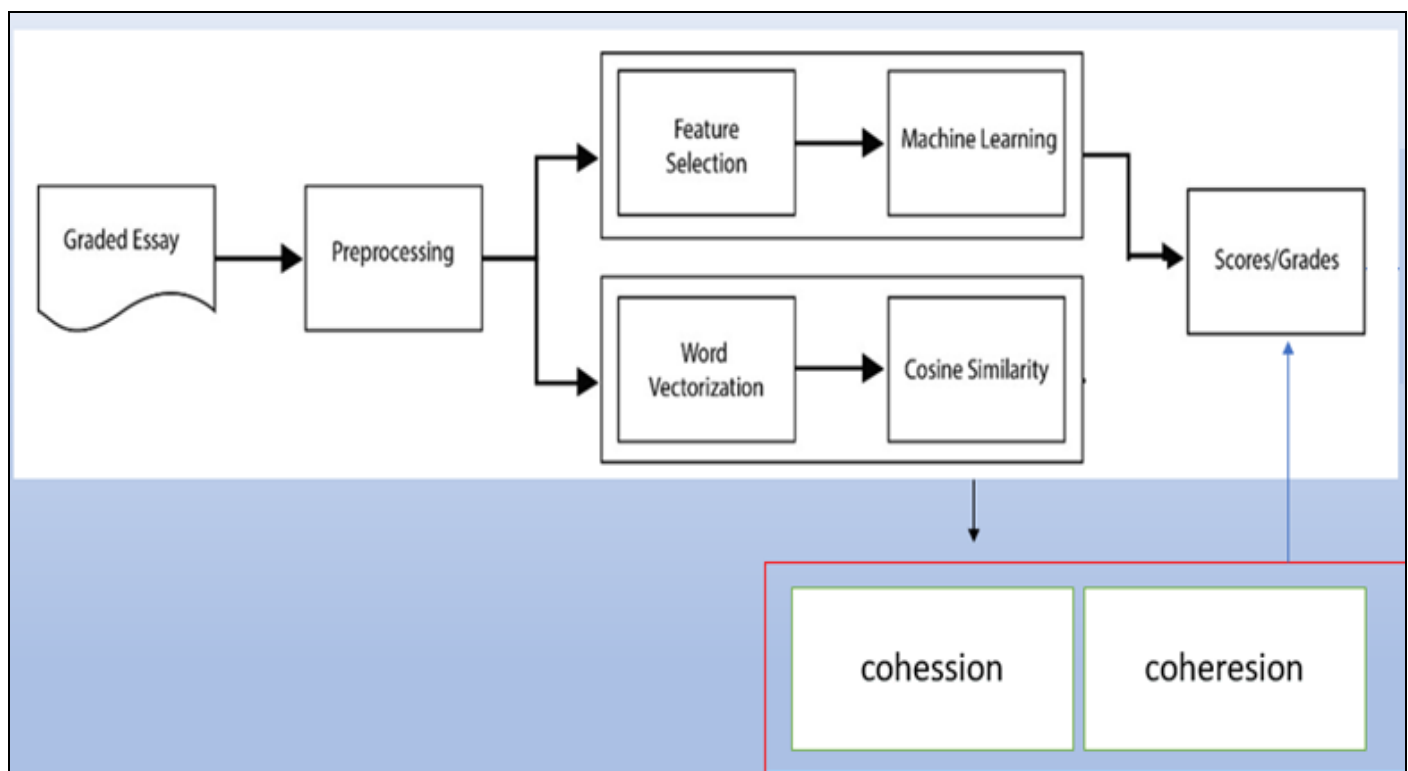 Graded Essay
Preprocessing
Feature
Selection
Machine Learning
Word
Vectorization
Cosine Similarity
Scores/Grades
cohession
coheresion